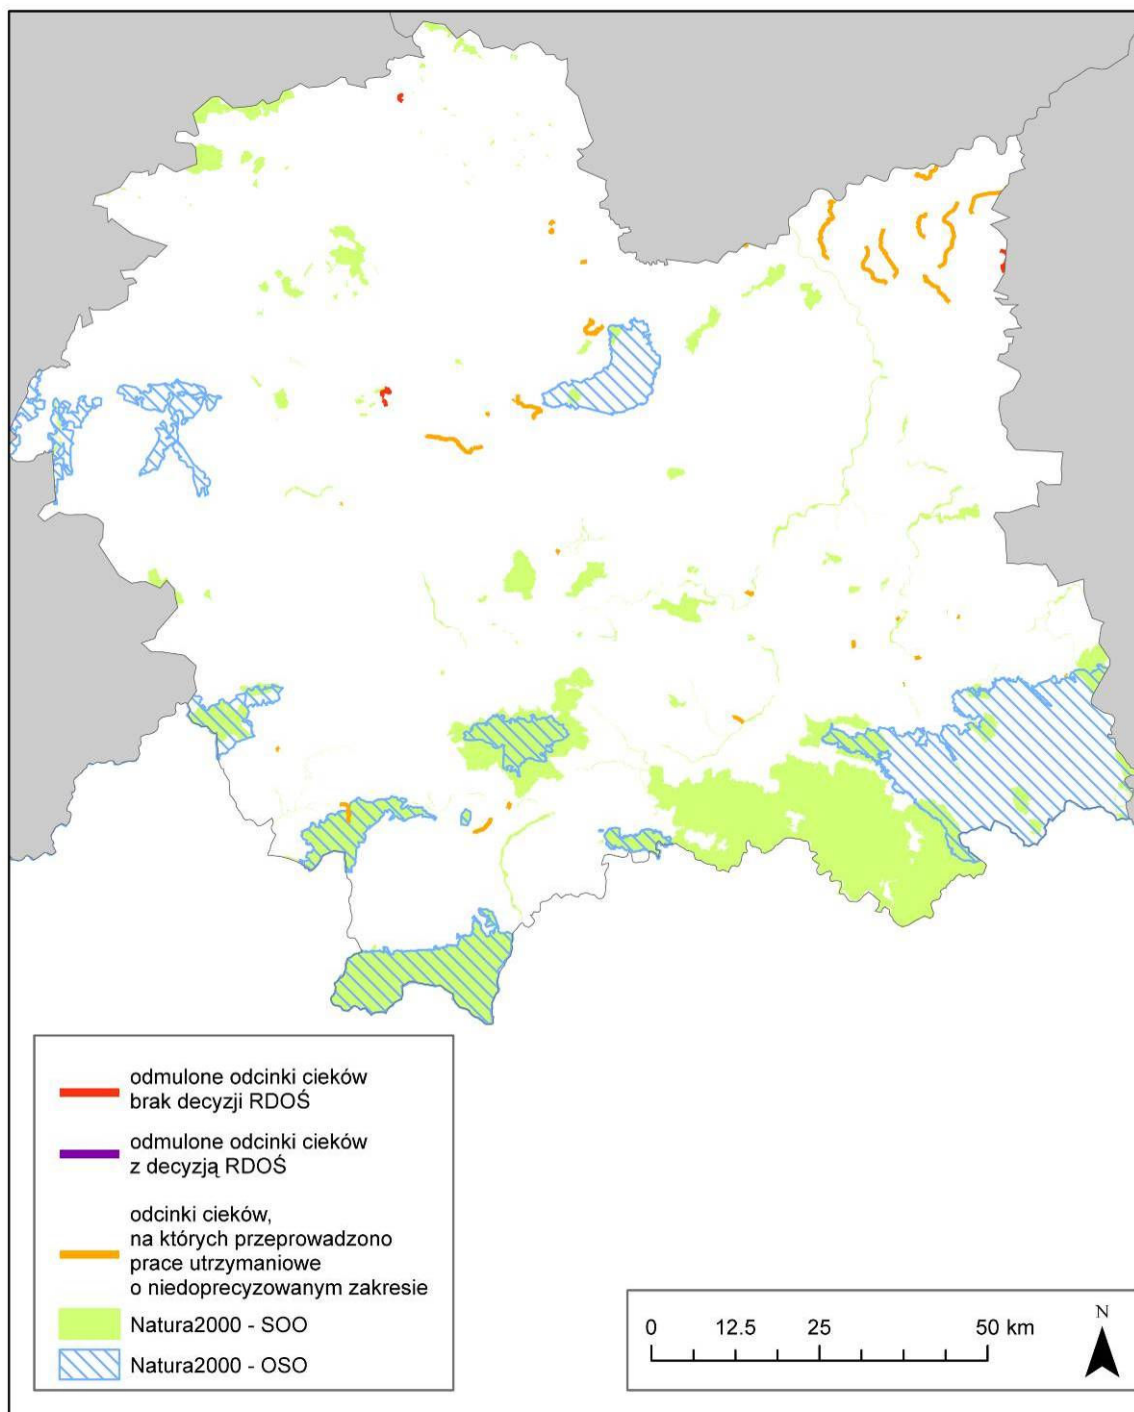 odmulone odcinki cieków
brak decyzji RDOŚ
odmulone odcinki cieków
z decyzją RDOŚ
odcinki cieków,
na których przeprowadzono
prace utrzymaniowe
o niedoprecyzowanym zakresie
Natura2000 - SOO
Natura2000 - OSO
0 12.5 25 50 km
N